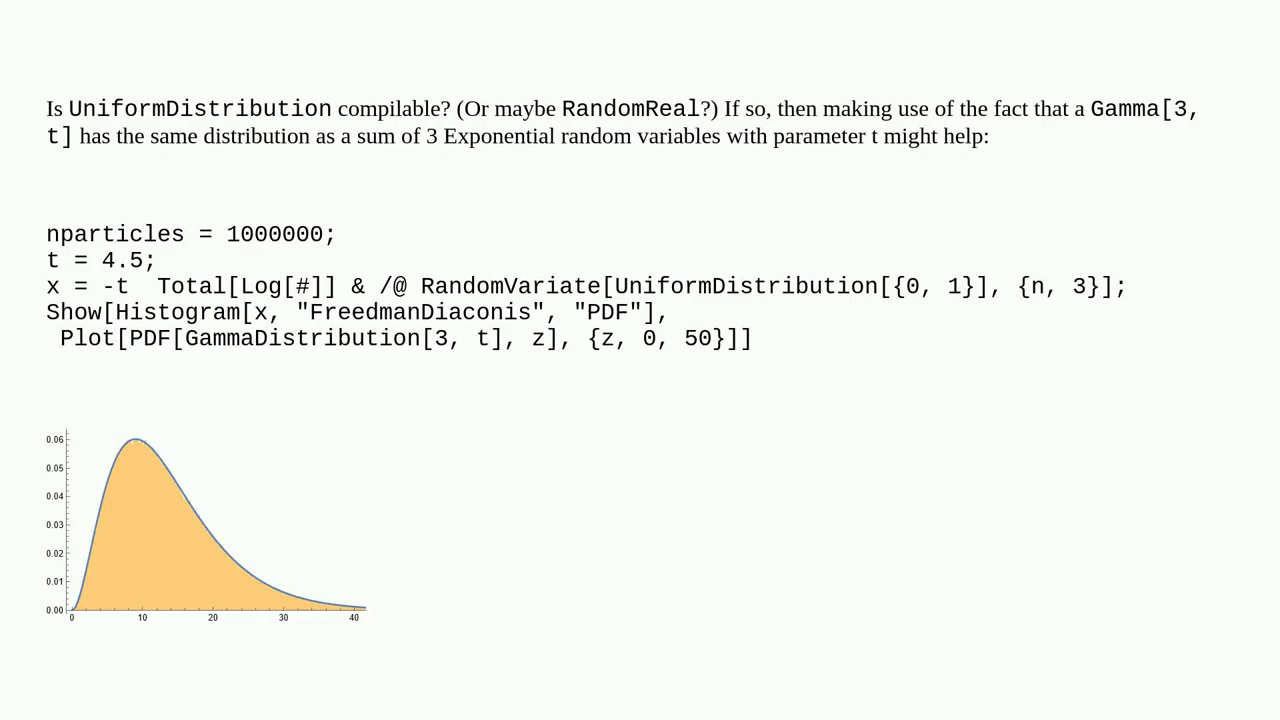 Is UniformDistribution compilable? (Or maybe RandomReal?) If so, then making use of the fact that a Gamma[3,
t] has the same distribution as a sum of 3 Exponential random variables with parameter t might help:
nparticles = 1000000;
t = 4.5;
x = -t  Total[Log[#]] & /@ RandomVariate[UniformDistribution[{0, 1}], {n, 3}];
Show[Histogram[x, "FreedmanDiaconis", "PDF"],
 Plot[PDF[GammaDistribution[3, t], z], {z, 0, 50}]]
0.06
0.05
0.04
0.03
0.02
0.01
0.00
0 10 20 30 40